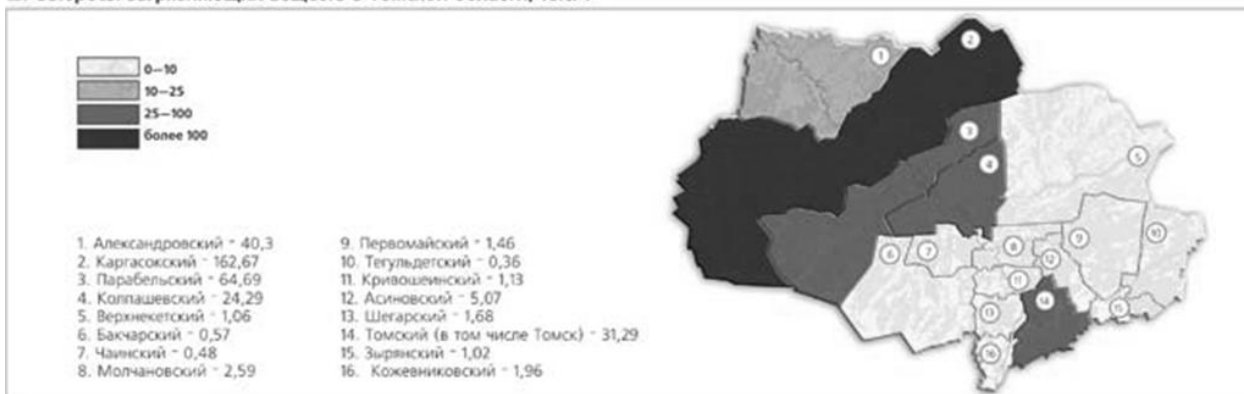 0—10
10—25
25—100
более 100
1. Александровский - 40,3
2. Каргасокский - 162,67
3. Парабельский - 64,69
4. Колпашевский - 24,29
5. Верхнекетский - 1,06
6. Бакчарский - 0,57
7. Чаинский - 0,48
8. Молчановский - 2,59
9. Первомайский - 1,46
10. Тегульдетский - 0,36
11. Кривошеинский - 1,13
12. Асиновский - 5,07
13. Шегарский - 1,68
14. Томский (в том числе Томск) - 31,29
15. Зырянский - 1,02
16. Кожевниковский - 1,96
2
1
3
4
5
6
7
8
9
10
12
11
14
13
15
16